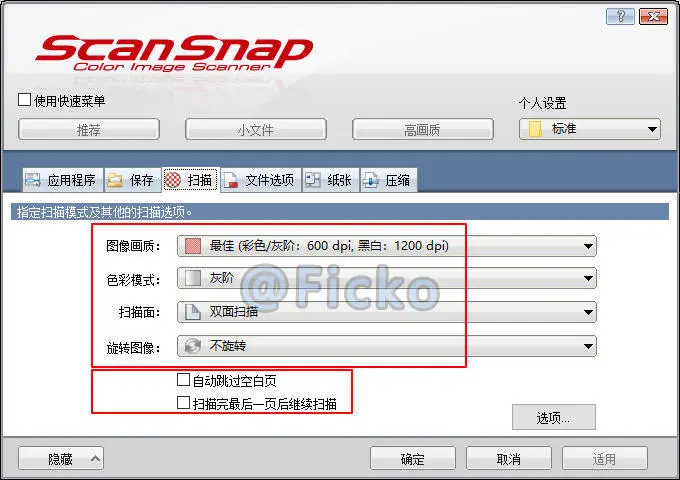 ScanSnap
Color Image Scanner
使用快速菜单
个人设置
推荐 小文件 高画质 标准
应用程序 保存 扫描 文件选项 纸张 压缩
指定扫描模式及其他的扫描选项。
图像画质: 最佳 (彩色/灰阶: 600 dpi, 黑白: 1200 dpi)
色彩模式: 灰阶
@Ficko
扫描面: 双面扫描
旋转图像: 不旋转
自动跳过空白页
扫描完最后一页后继续扫描
选项...
隐藏 确定 取消 适用